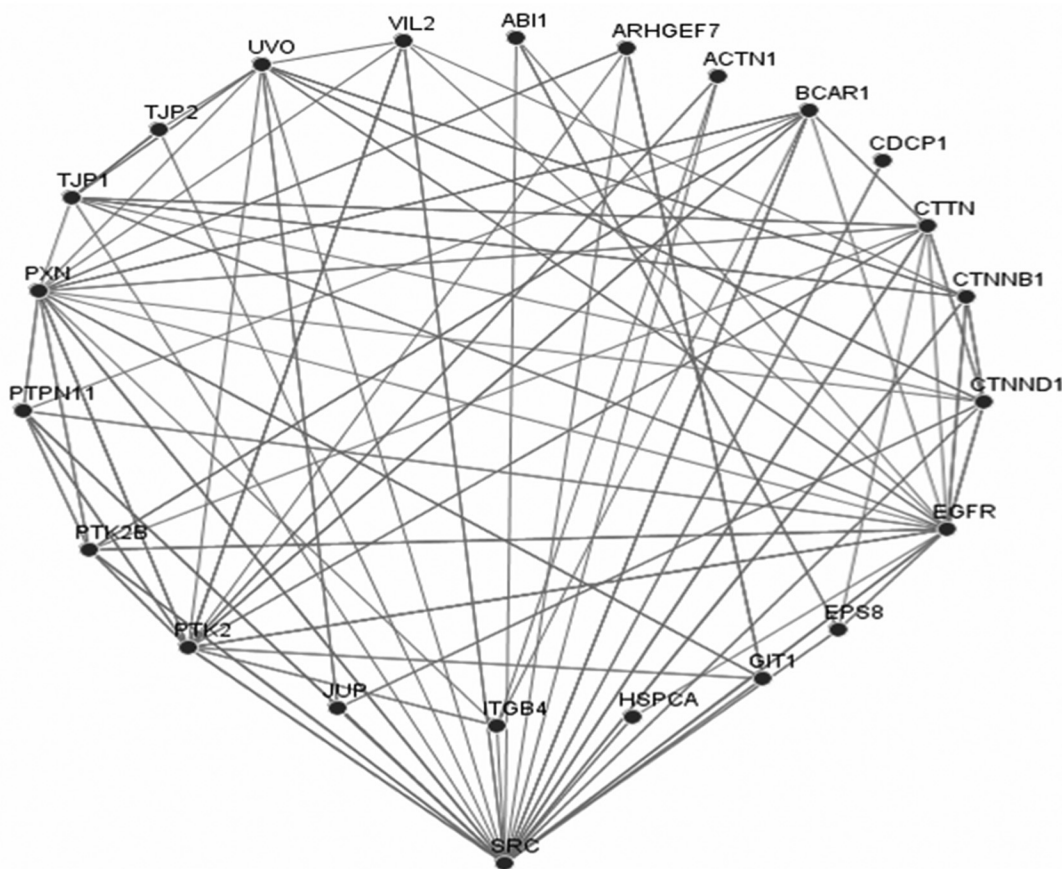 VIL2
ABI1
ARHGEF7
UVO
ACTN1
BCAR1
TJP2
CDCP1
TJP1
CTTN
PXN
CTNNB1
PTPN11
CTNND1
EGFR
PTK2B
EPS8
PTK2
GIT1
JUP
HSPCA
ITGB4
SRC